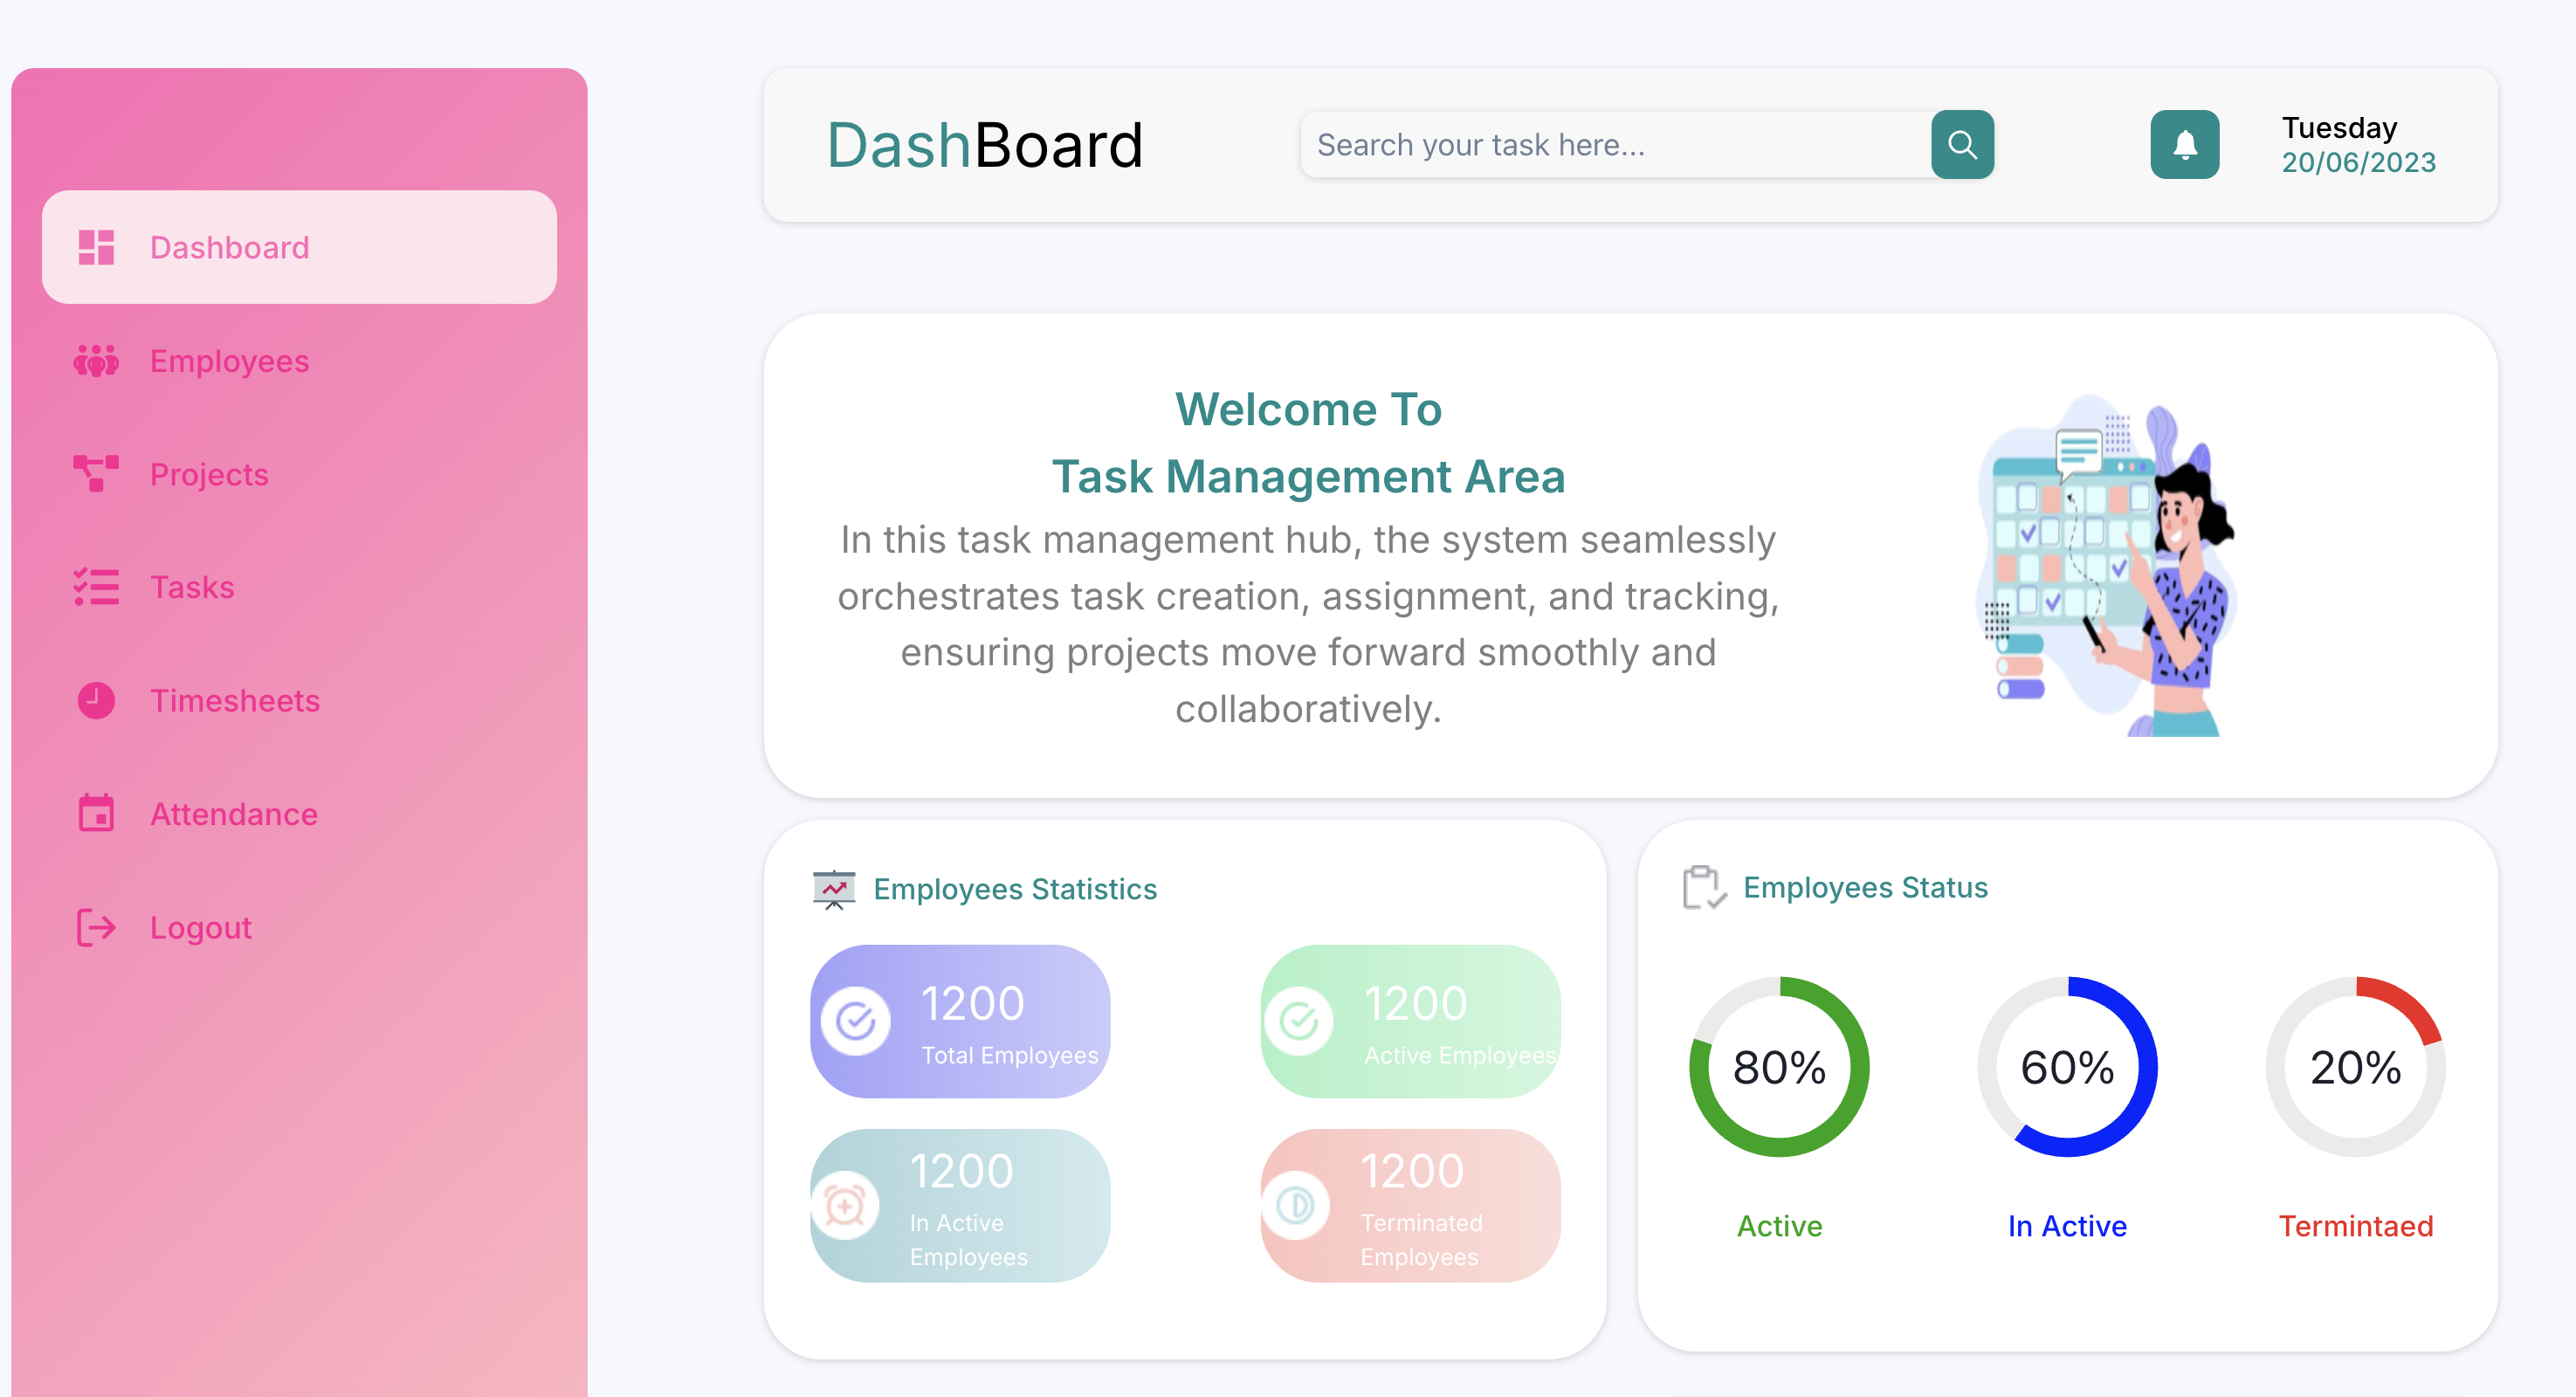 Dashboard
Employees
Projects
Tasks
Timesheets
Attendance
Logout
DashBoard
Search your task here...
Tuesday
20/06/2023
Welcome To
Task Management Area
In this task management hub, the system seamlessly
orchestrates task creation, assignment, and tracking,
ensuring projects move forward smoothly and
collaboratively.
Employees Statistics
1200
Total Employees
1200
Active Employees
1200
In Active
Employees
1200
Terminated
Employees
Employees Status
80%
60%
20%
Active
In Active
Termintaed